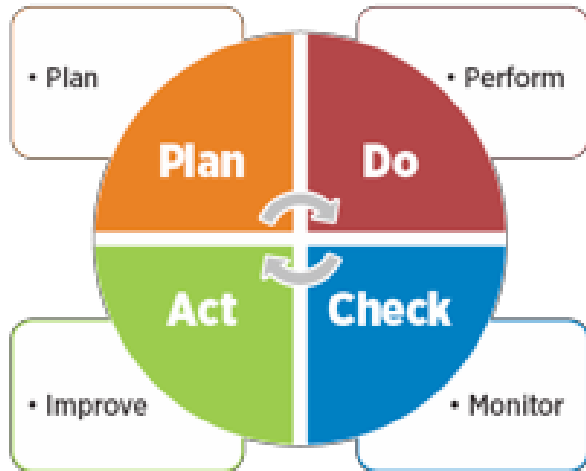 • Plan
• Perform
Plan
Do
Act
Check
• Improve
• Monitor